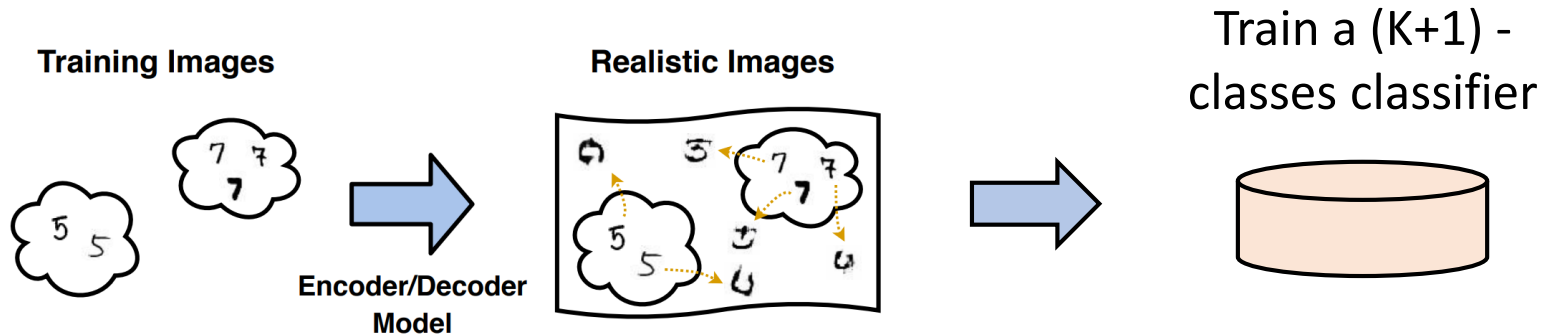 Training Images
5 5
7 7
7
Encoder/Decoder
Model
Realistic Images
7 7
7
5
5
Train a (K+1) -
classes classifier